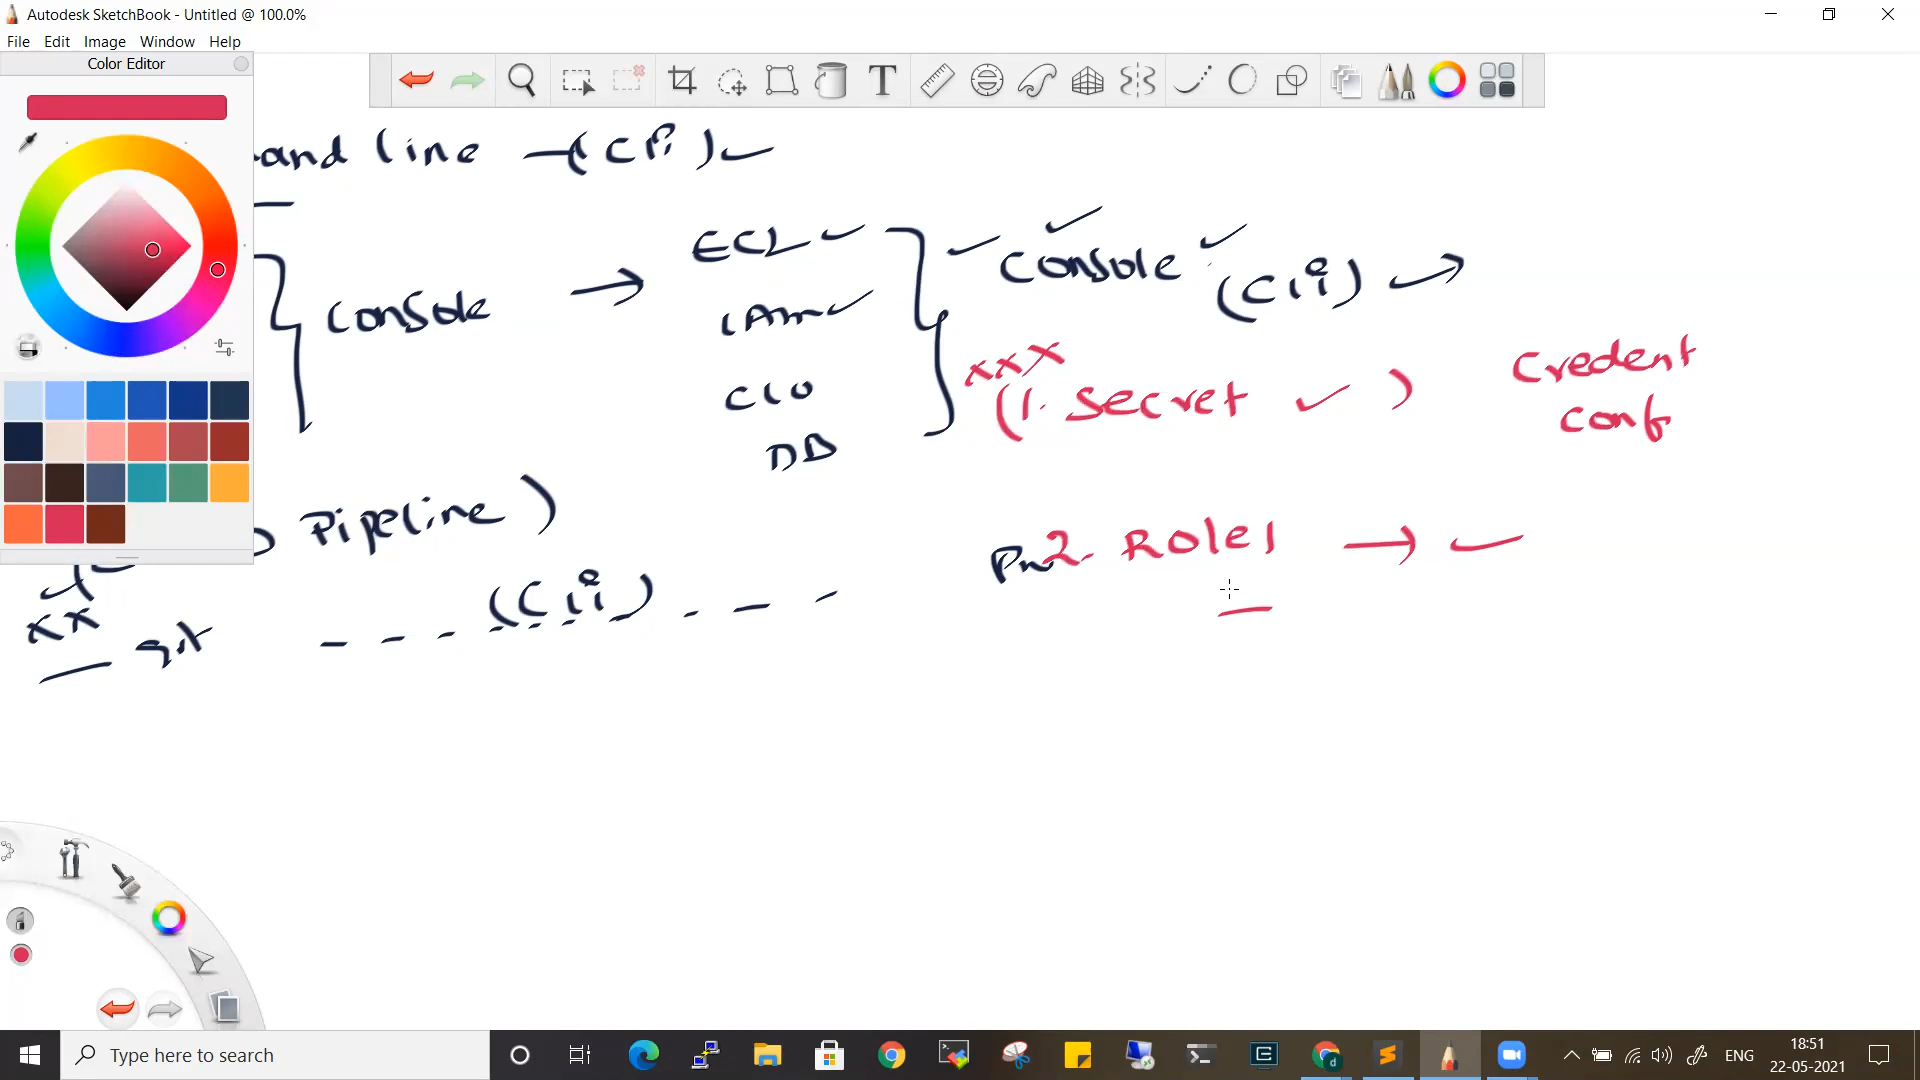 Autodesk SketchBook - Untitled @ 100.0%
File Edit Image Window Help
Color Editor
T
and line → (Cli) ✓
Console → EC2 ✓
IAM ✓
DB
✓ Console ✓ (Cli) →
xxx
(1. Secret ✓ )
Credent
conf
Pipeline)
2. Roles → ✓
xx git - - - (Cli) - - -
Type here to search
ENG
18:51
22-05-2021